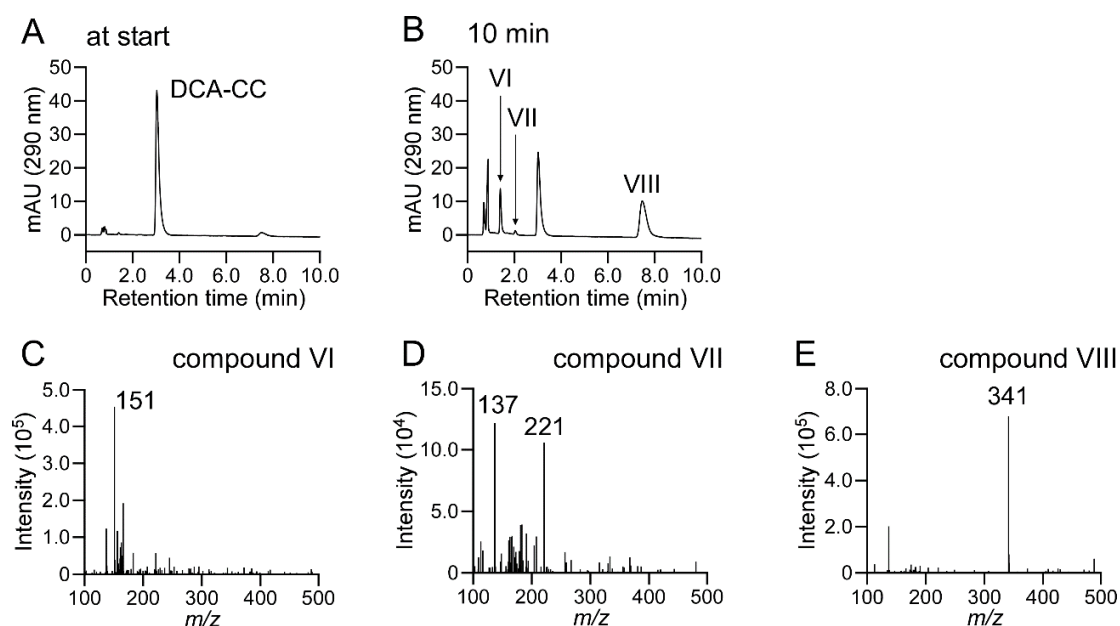 A at start
mAU (290 nm)
50
40
30
20
10
0
DCA-CC
0 2.0 4.0 6.0 8.0 10.0
Retention time (min)
B 10 min
mAU (290 nm)
50
40
30
20
10
0
VI
VII
VIII
0 2.0 4.0 6.0 8.0 10.0
Retention time (min)
C compound VI
Intensity (10⁵)
5.0
4.0
3.0
2.0
1.0
0
151
100 200 300 400 500
m/z
D compound VII
Intensity (10⁴)
15.0
10.0
5.0
0
137
221
100 200 300 400 500
m/z
E compound VIII
Intensity (10⁵)
8.0
6.0
4.0
2.0
0
341
100 200 300 400 500
m/z